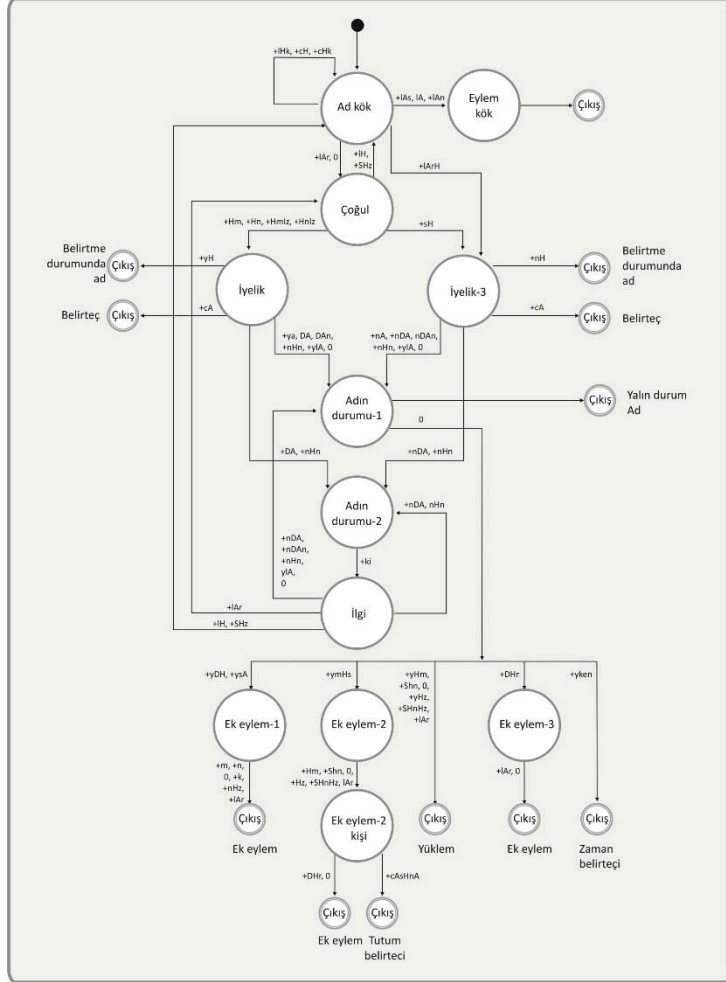 +lHk, +cH, +cHk
Ad kök
+lAs, lA, +lAn
Eylem
kök
Çıkış
+lAr, 0
+lH,
+SHz
+lArH
Çoğul
+Hm, +Hn, +HmIz, +HnIz
+sH
Belirtme
durumunda
ad
Çıkış
+yH
İyelik
İyelik-3
+nH
Çıkış
Belirtme
durumunda
ad
Belirteç
Çıkış
+cA
+cA
Çıkış
Belirteç
+ya, DA, DAn,
+nHn, +ylA, 0
+nA, +nDA, nDAn,
+nHn, +ylA, 0
Adın
durumu-1
Çıkış
Yalın durum
Ad
0
+DA, +nHn
+nDA, +nHn
Adın
durumu-2
+nDA, nHn
+nDA,
+nDAn,
+nHn,
ylA,
0
+ki
İlgi
+lAr
+lH, +SHz
+yDH, +ysA
+ymHs
+yHm,
+Shn, 0,
+yHz,
+SHnHz,
+lAr
+DHr
+yken
Ek eylem-1
Ek eylem-2
Ek eylem-3
+m, +n,
0, +k,
+nHz,
+lAr
+Hm, +Shn, 0,
+Hz, +SHnHz, lAr
+lAr, 0
Çıkış
Ek eylem
Ek eylem-2
kişi
Çıkış
Yüklem
Çıkış
Ek eylem
Çıkış
Zaman
belirteçi
+DHr, 0
+cAsHnA
Çıkış
Çıkış
Ek eylem
Tutum
belirteci